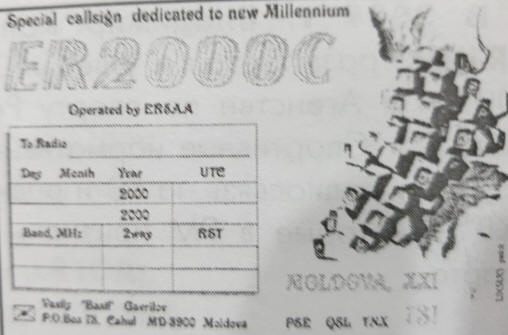 Special callsign dedicated to new Millennium
ER2000C
Operated by ER5AA
To Radio
Day Month Year UTC
2000
2000
Band, MHz 2way RST
Vasily "Basil" Gavrilov
P.O.Box Cahul MD-3900 Moldova
MOLDOVA, XXI
PSE QSL TNX